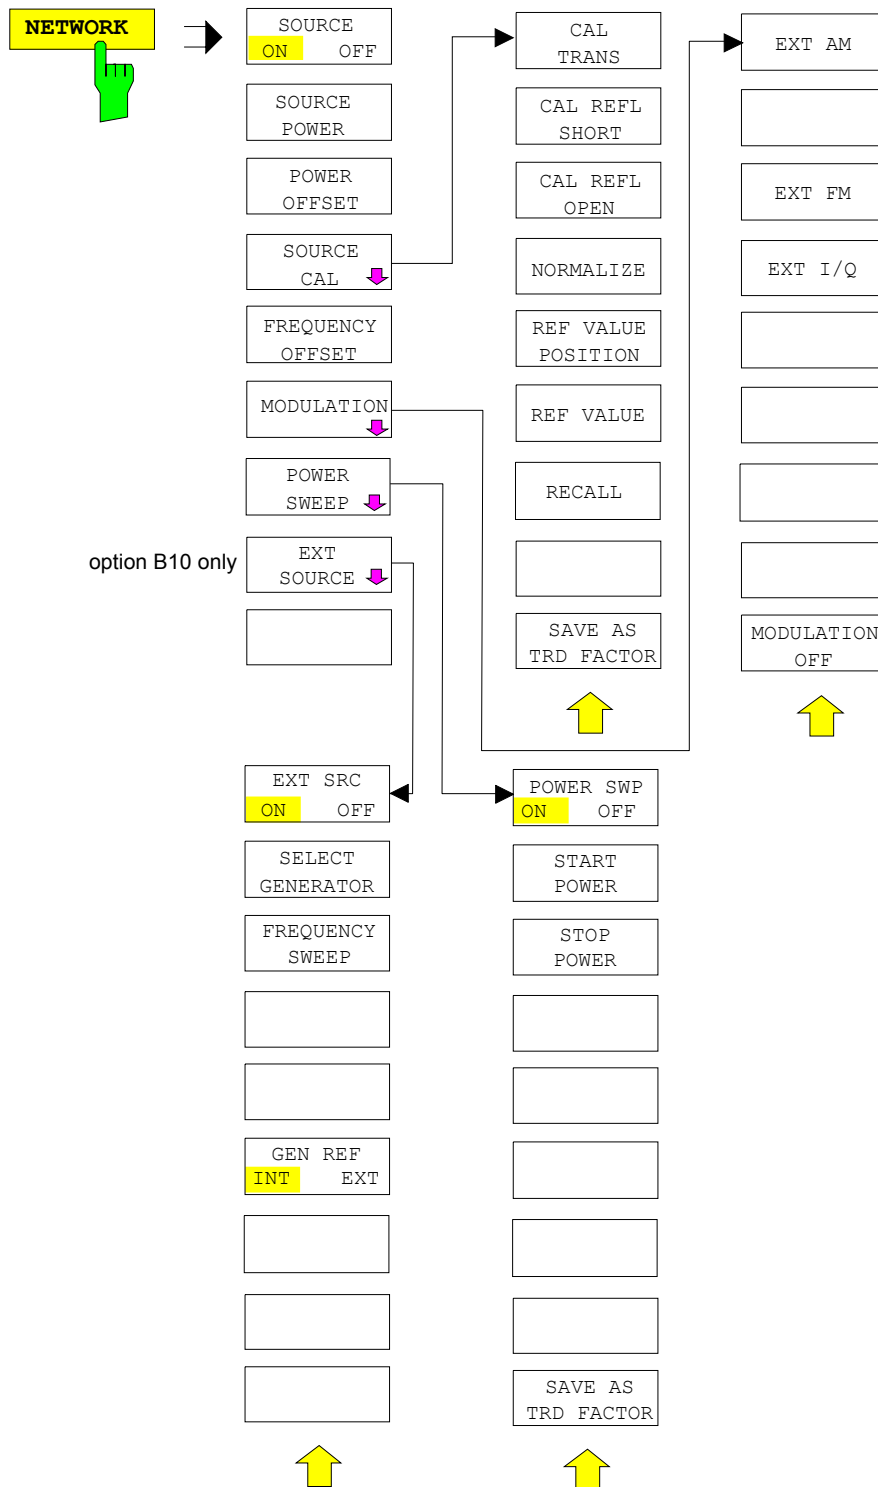 NETWORK
SOURCE
ON OFF
SOURCE
POWER
POWER
OFFSET
SOURCE
CAL
FREQUENCY
OFFSET
MODULATION
POWER
SWEEP
option B10 only
EXT
SOURCE
CAL
TRANS
CAL REFL
SHORT
CAL REFL
OPEN
NORMALIZE
REF VALUE
POSITION
REF VALUE
RECALL
SAVE AS
TRD FACTOR
EXT AM
EXT FM
EXT I/Q
MODULATION
OFF
EXT SRC
ON OFF
SELECT
GENERATOR
FREQUENCY
SWEEP
GEN REF
INT EXT
POWER SWP
ON OFF
START
POWER
STOP
POWER
SAVE AS
TRD FACTOR